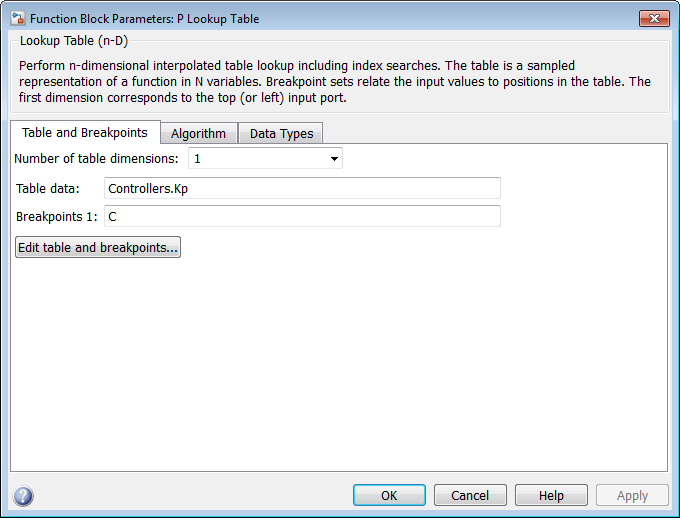 Function Block Parameters: P Lookup Table
Lookup Table (n-D)
Perform n-dimensional interpolated table lookup including index searches. The table is a sampled
representation of a function in N variables. Breakpoint sets relate the input values to positions in the table. The
first dimension corresponds to the top (or left) input port.
Table and Breakpoints Algorithm Data Types
Number of table dimensions: 1
Table data: Controllers.Kp
Breakpoints 1: C
Edit table and breakpoints...
? OK Cancel Help Apply